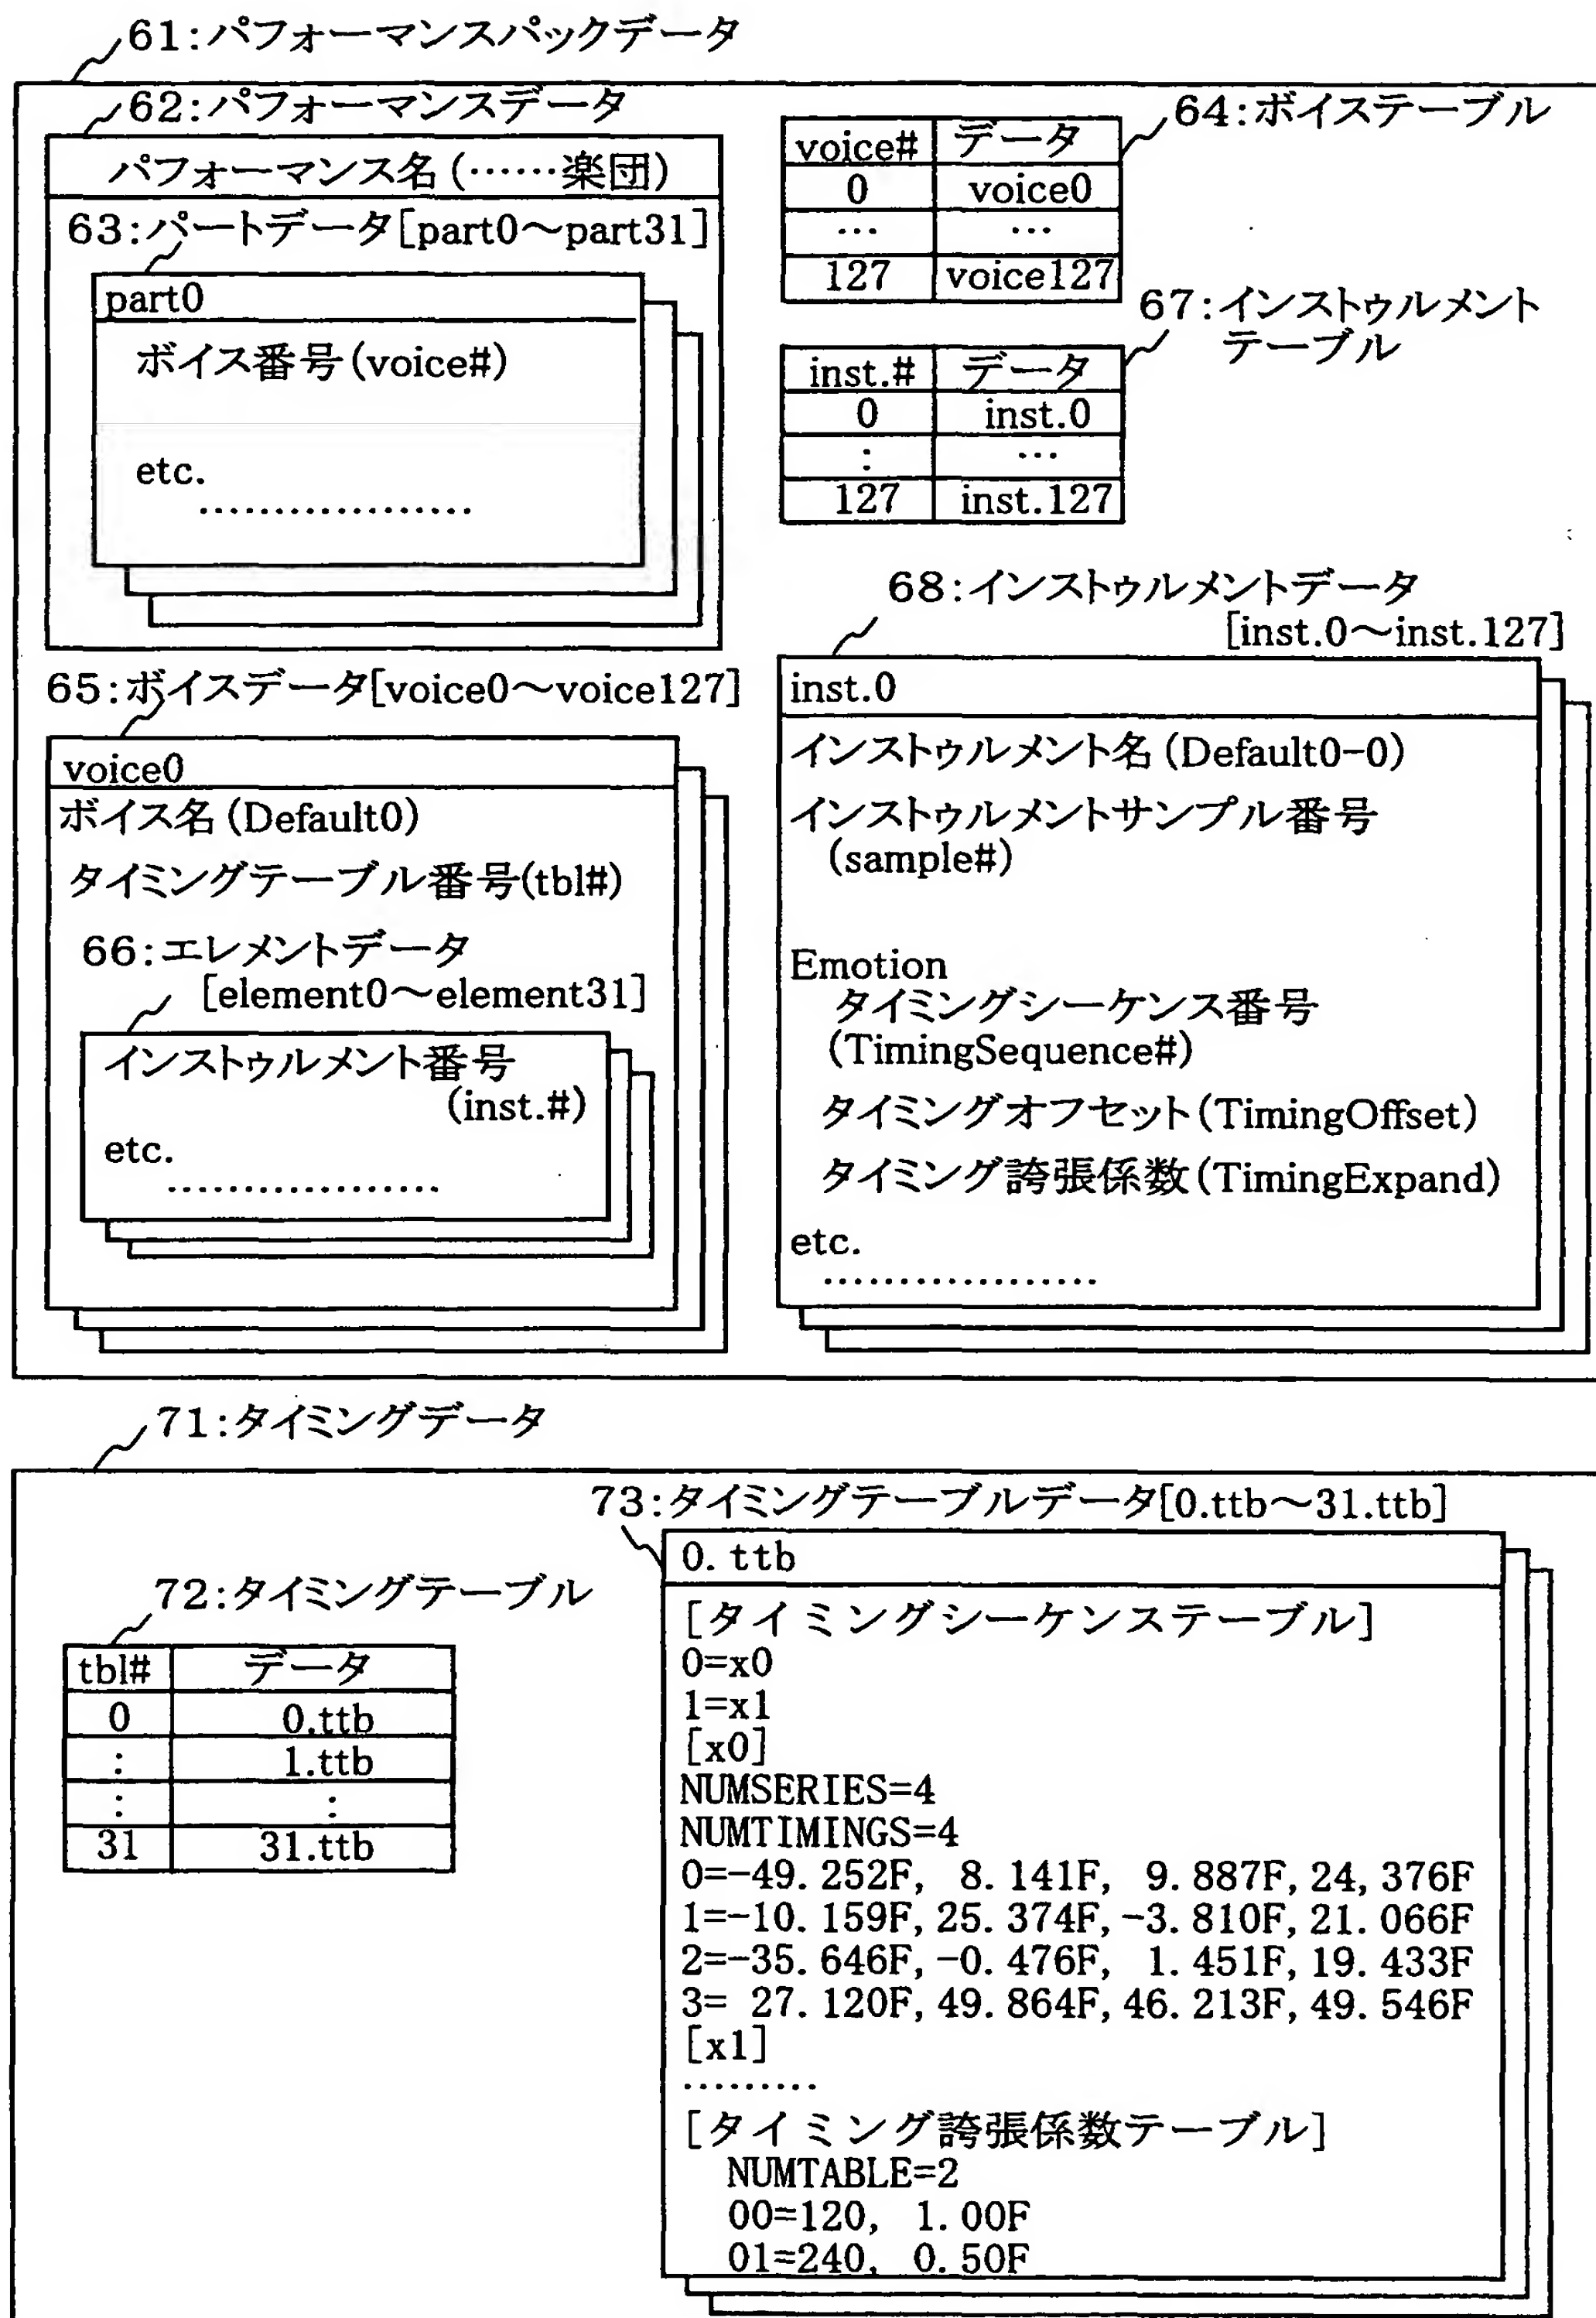 61:パフォーマンスパックデータ
62:パフォーマンスデータ
パフォーマンス名(……楽団)
63:パートデータ[part0～part31]
part0
ボイス番号(voice#)
etc.
………………
64:ボイステーブル
voice# データ
0 voice0
… …
127 voice127
67:インストゥルメント
テーブル
inst.# データ
0 inst.0
: …
127 inst.127
65:ボイスデータ[voice0～voice127]
voice0
ボイス名(Default0)
タイミングテーブル番号(tbl#)
66:エレメントデータ
[element0～element31]
インストゥルメント番号
(inst.#)
etc.
………………
68:インストゥルメントデータ
[inst.0～inst.127]
inst.0
インストゥルメント名(Default0-0)
インストゥルメントサンプル番号
(sample#)
Emotion
タイミングシーケンス番号
(TimingSequence#)
タイミングオフセット(TimingOffset)
タイミング誇張係数(TimingExpand)
etc.
………………
71:タイミングデータ
72:タイミングテーブル
tbl# データ
0 0.ttb
: 1.ttb
: :
31 31.ttb
73:タイミングテーブルデータ[0.ttb～31.ttb]
0. ttb
[タイミングシーケンステーブル]
0=x0
1=x1
[x0]
NUMSERIES=4
NUMTIMINGS=4
0=-49. 252F, 8. 141F, 9. 887F, 24, 376F
1=-10. 159F, 25. 374F, -3. 810F, 21. 066F
2=-35. 646F, -0. 476F, 1. 451F, 19. 433F
3= 27. 120F, 49. 864F, 46. 213F, 49. 546F
[x1]
………
[タイミング誇張係数テーブル]
NUMTABLE=2
00=120, 1. 00F
01=240, 0. 50F